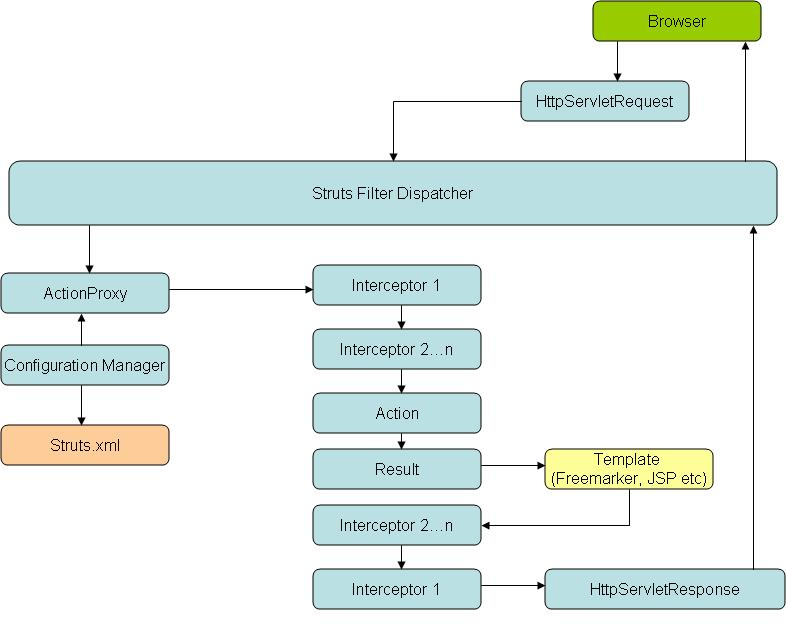 Browser
HttpServletRequest
Struts Filter Dispatcher
ActionProxy
Interceptor 1
Interceptor 2...n
Configuration Manager
Action
Struts.xml
Result
Template
(Freemarker, JSP etc)
Interceptor 2...n
Interceptor 1
HttpServletResponse